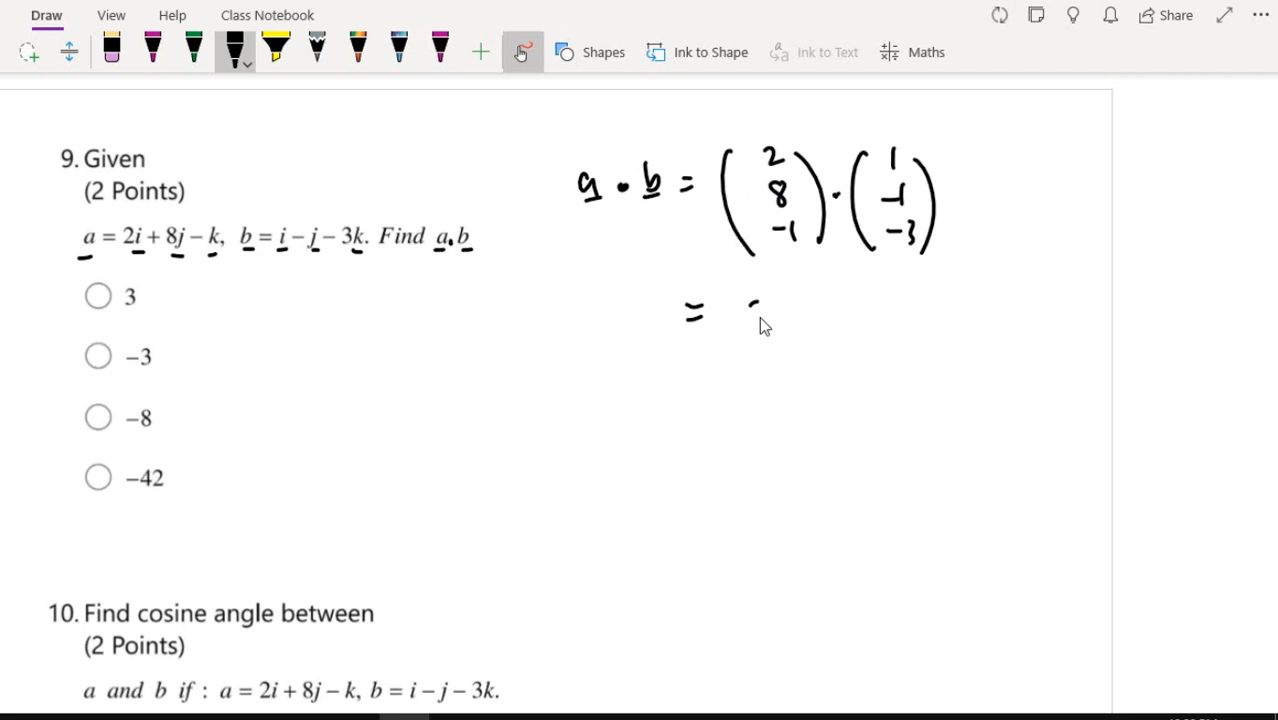 Draw View Help Class Notebook Share
Shapes Ink to Shape Ink to Text Maths
9. Given
(2 Points)
a = 2i + 8j − k, b = i − j − 3k. Find a.b
3
−3
−8
−42
a · b = (2 8 -1) · (1 -1 -3)
=
10. Find cosine angle between
(2 Points)
a and b if : a = 2i + 8j − k, b = i − j − 3k.